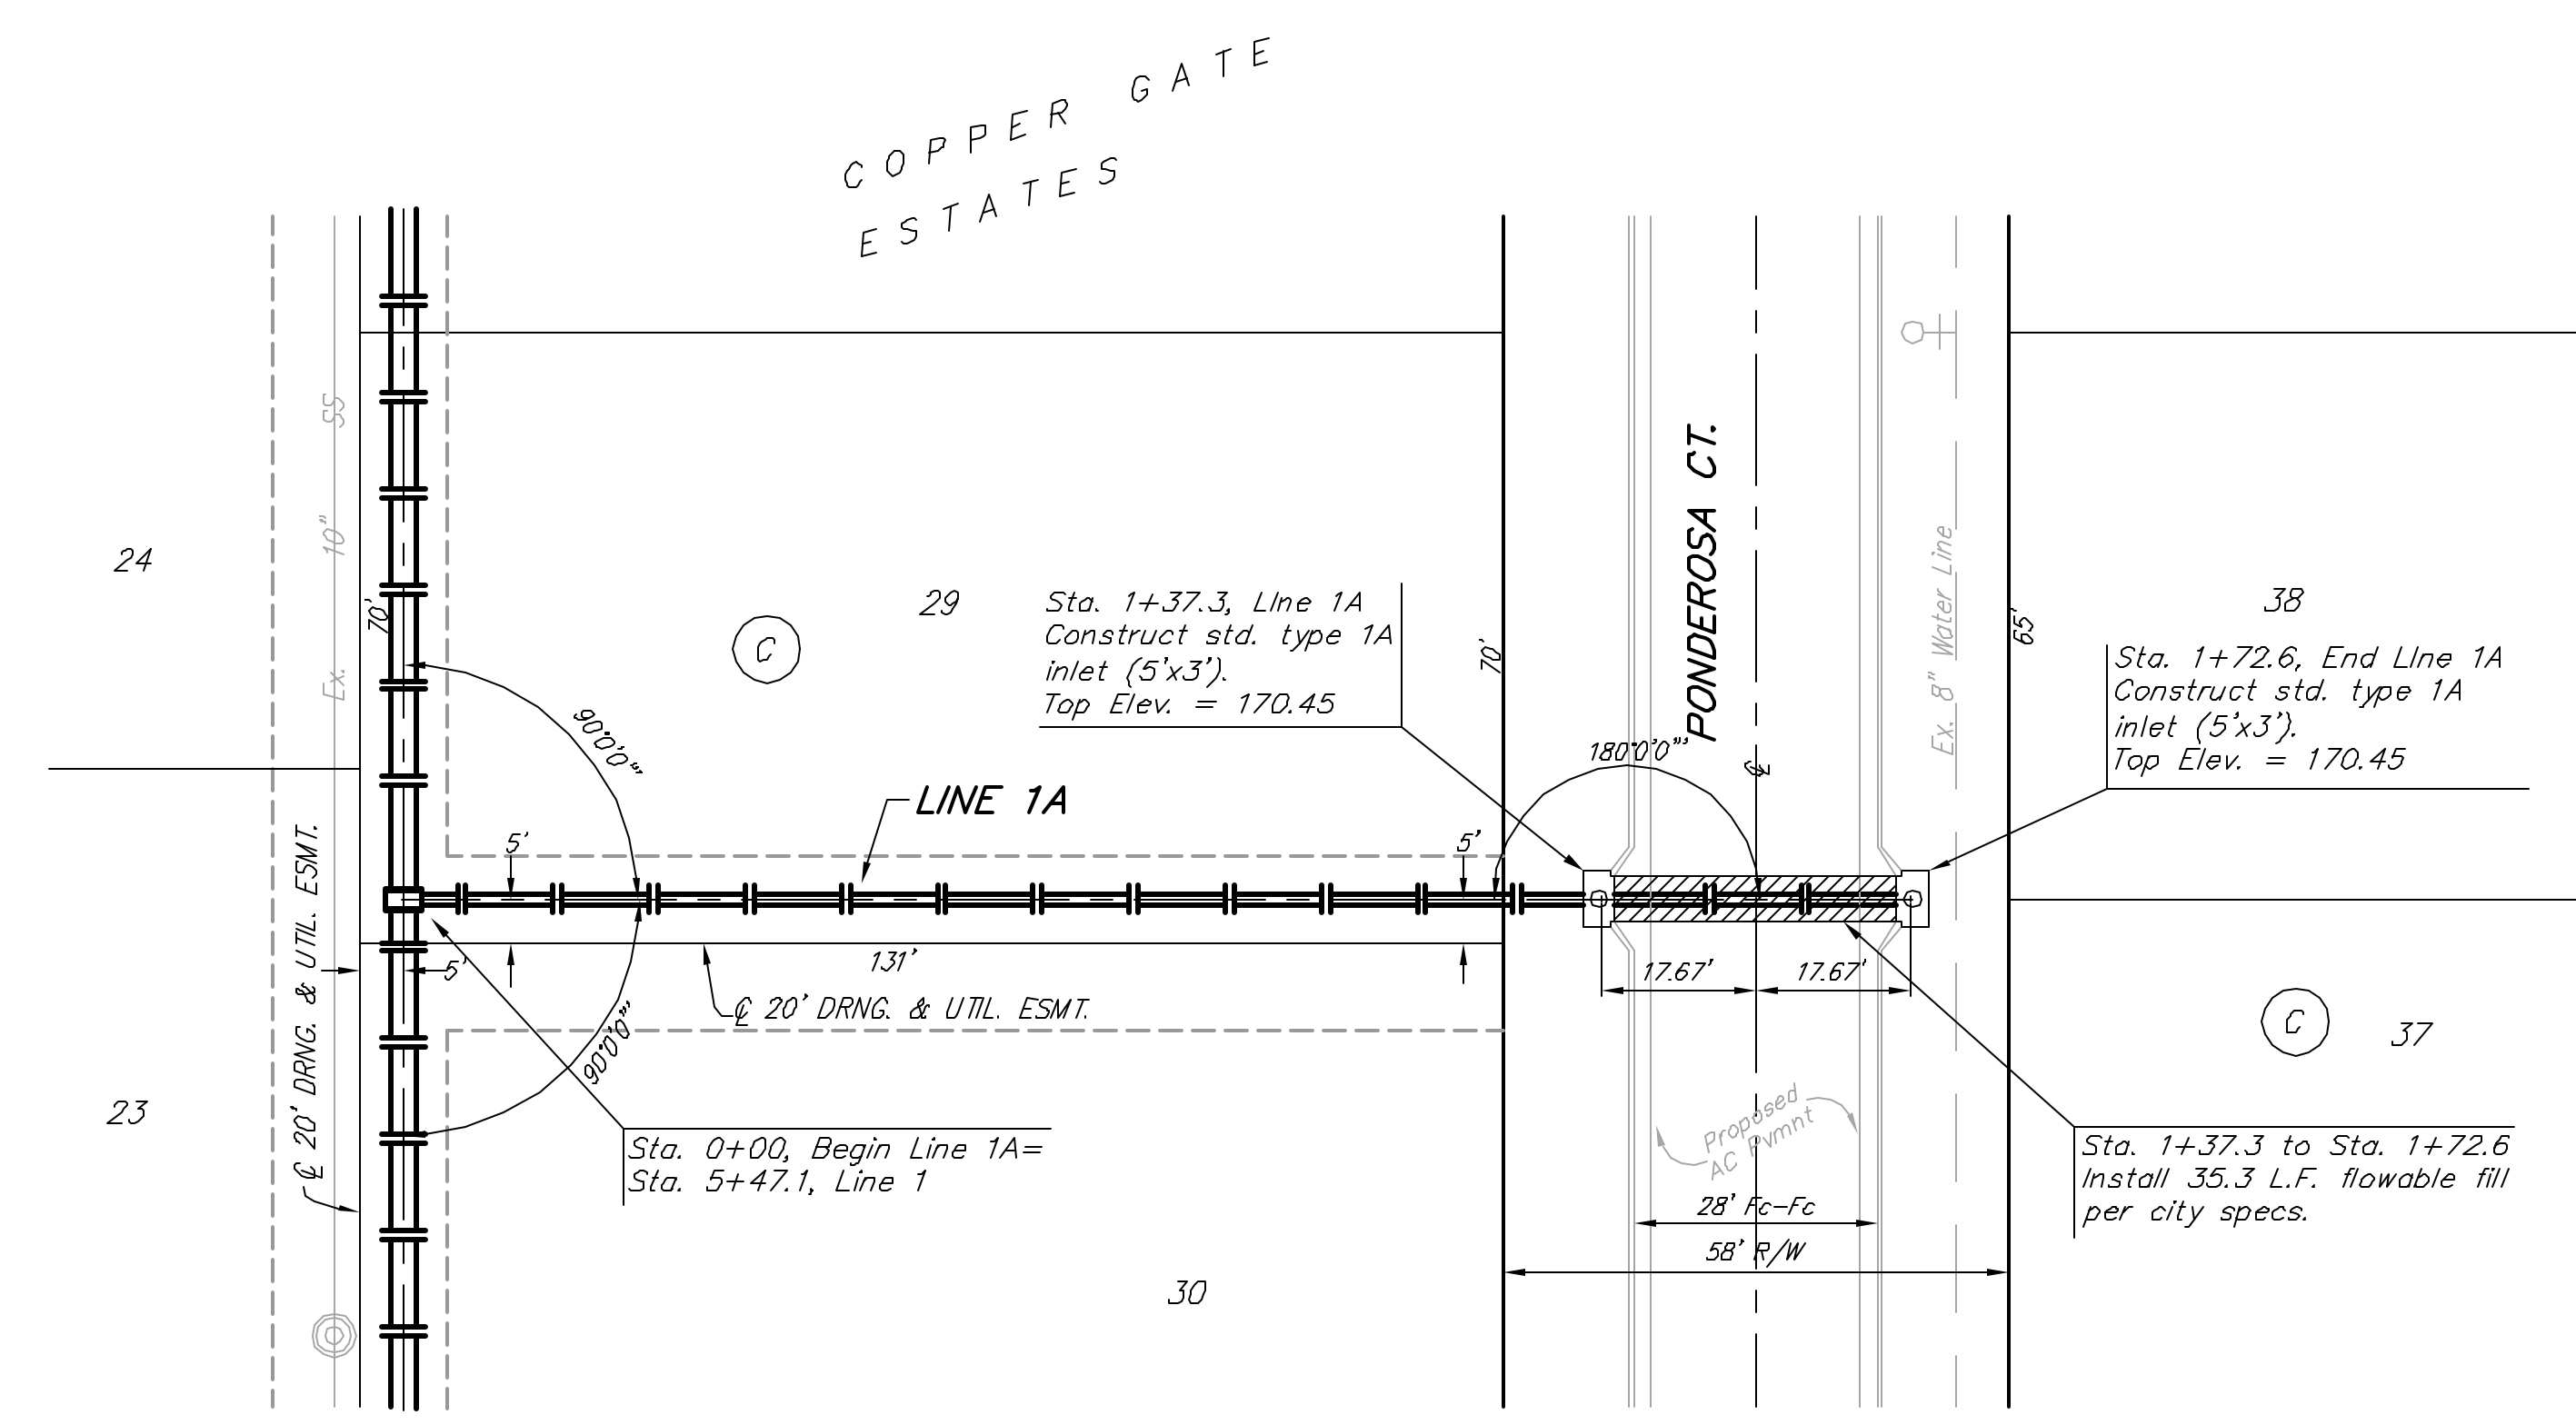 COPPER GATE
ESTATES
24
Ex. 10" SS
70'
29
C
Sta. 1+37.3, LIne 1A
Construct std. type 1A
inlet (5'x3').
Top Elev. = 170.45
70'
PONDEROSA CT.
℄
Ex. 8" Water Line
65'
38
Sta. 1+72.6, End LIne 1A
Construct std. type 1A
inlet (5'x3').
Top Elev. = 170.45
90°0'0"
180°0'0"
LINE 1A
5'
5'
5'
131'
℄ 20' DRNG. & UTIL. ESMT.
℄ 20' DRNG. & UTIL. ESMT.
17.67'
17.67'
90°0'0"
C
37
23
Sta. 0+00, Begin Line 1A=
Sta. 5+47.1, Line 1
Proposed
AC Pvmnt
Sta. 1+37.3 to Sta. 1+72.6
Install 35.3 L.F. flowable fill
per city specs.
28' Fc-Fc
58' R/W
30